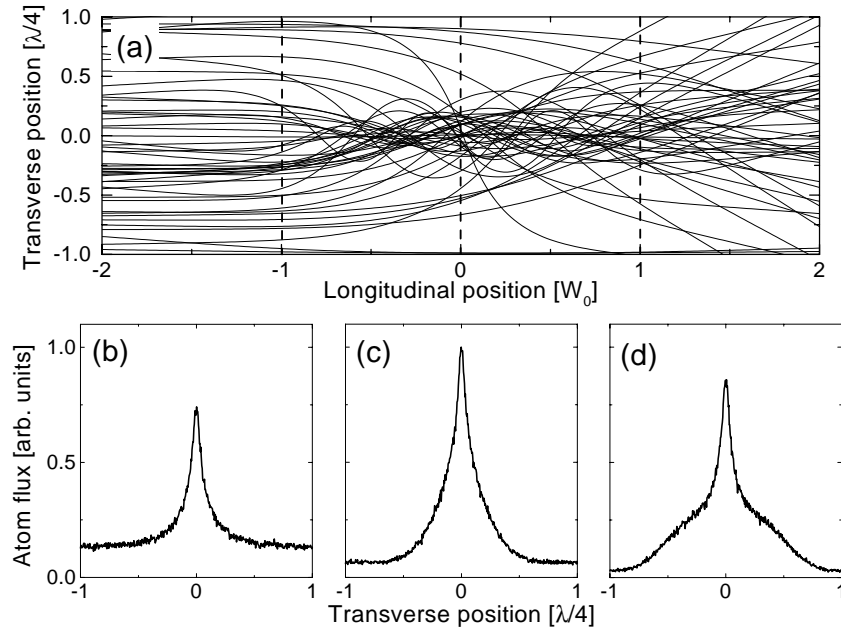 (a)
Transverse position [λ/4]
1.0
0.5
0.0
-0.5
-1.0
-2 -1 0 1 2
Longitudinal position [W₀]
(b) (c) (d)
Atom flux [arb. units]
1.0
0.5
0.0
-1 0 1 -1 0 1 -1 0 1
Transverse position [λ/4]